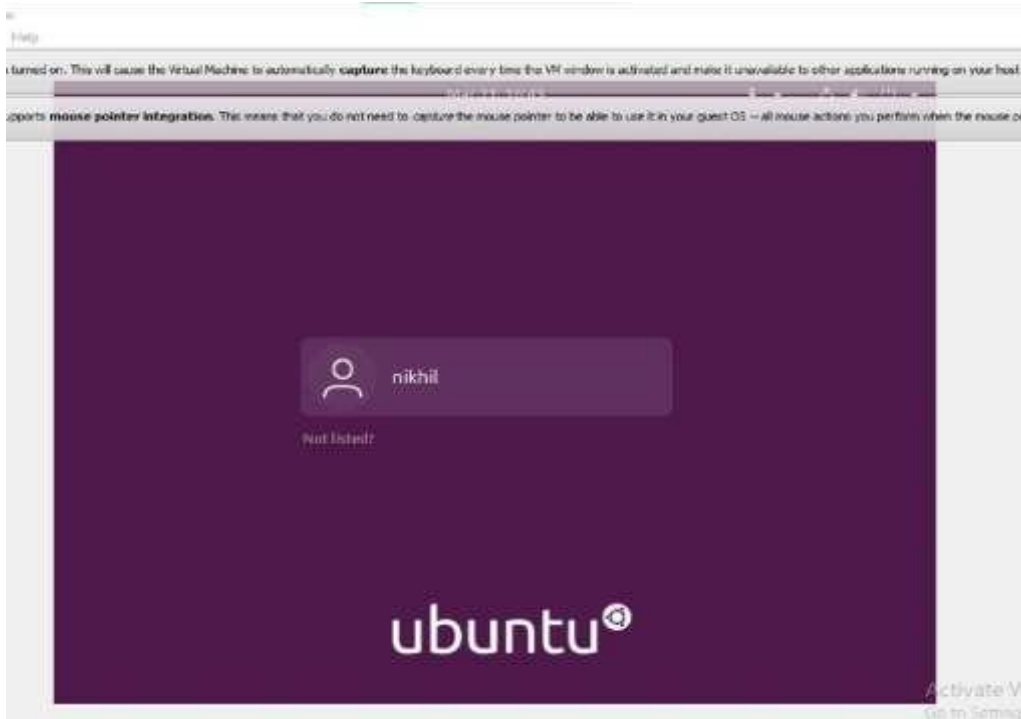 Help
turned on. This will cause the Virtual Machine to automatically capture the keyboard every time the VM window is activated and make it unavailable to other applications running on your host
upports mouse pointer integration. This means that you do not need to capture the mouse pointer to be able to use it in your guest OS -- all mouse actions you perform when the mouse
nikhil
Not listed?
ubuntu
Activate
Go to